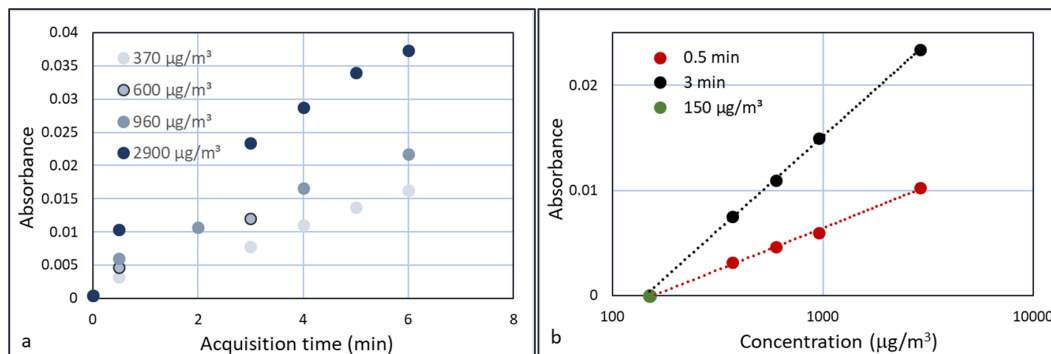 0.04
0.035
0.03
0.025
0.02
0.015
0.01
0.005
0
Absorbance
370 µg/m³
600 µg/m³
960 µg/m³
2900 µg/m³
0 2 4 6 8
Acquisition time (min)
a
0.02
0.01
0
Absorbance
0.5 min
3 min
150 µg/m³
100 1000 10000
Concentration (µg/m³)
b